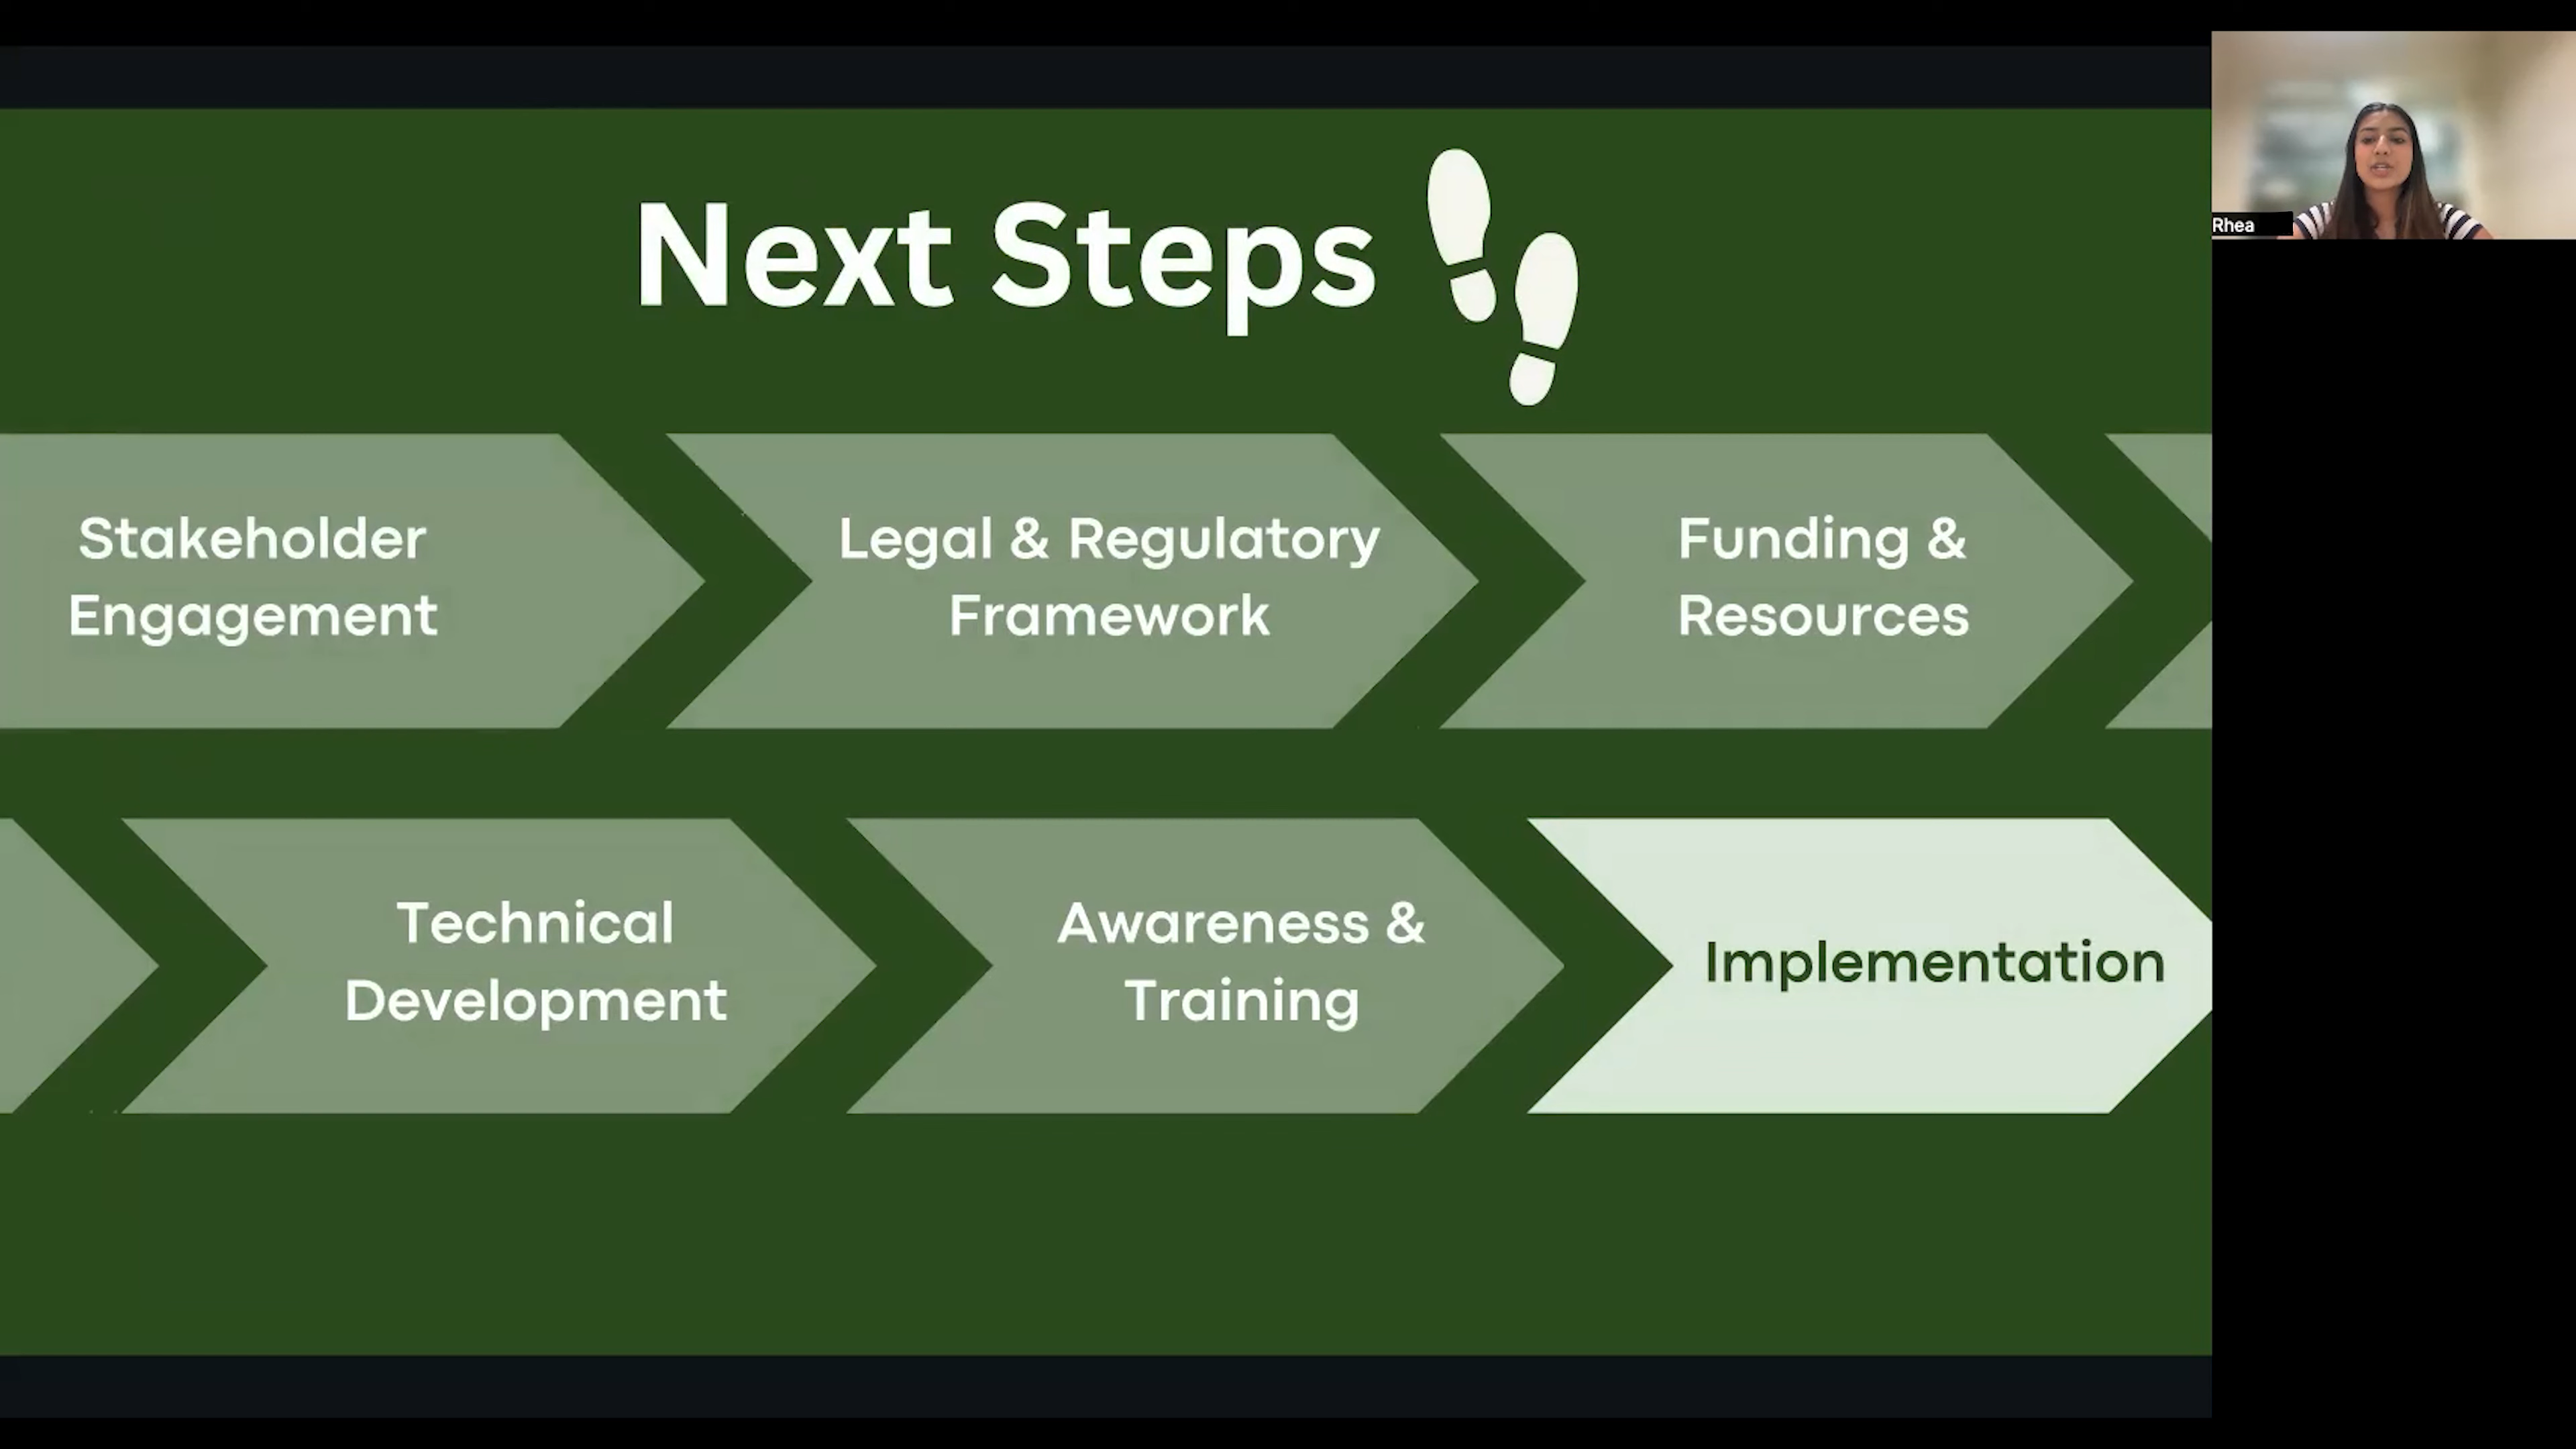 Next Steps
Rhea
Stakeholder
Engagement
Legal & Regulatory
Framework
Funding &
Resources
Technical
Development
Awareness &
Training
Implementation